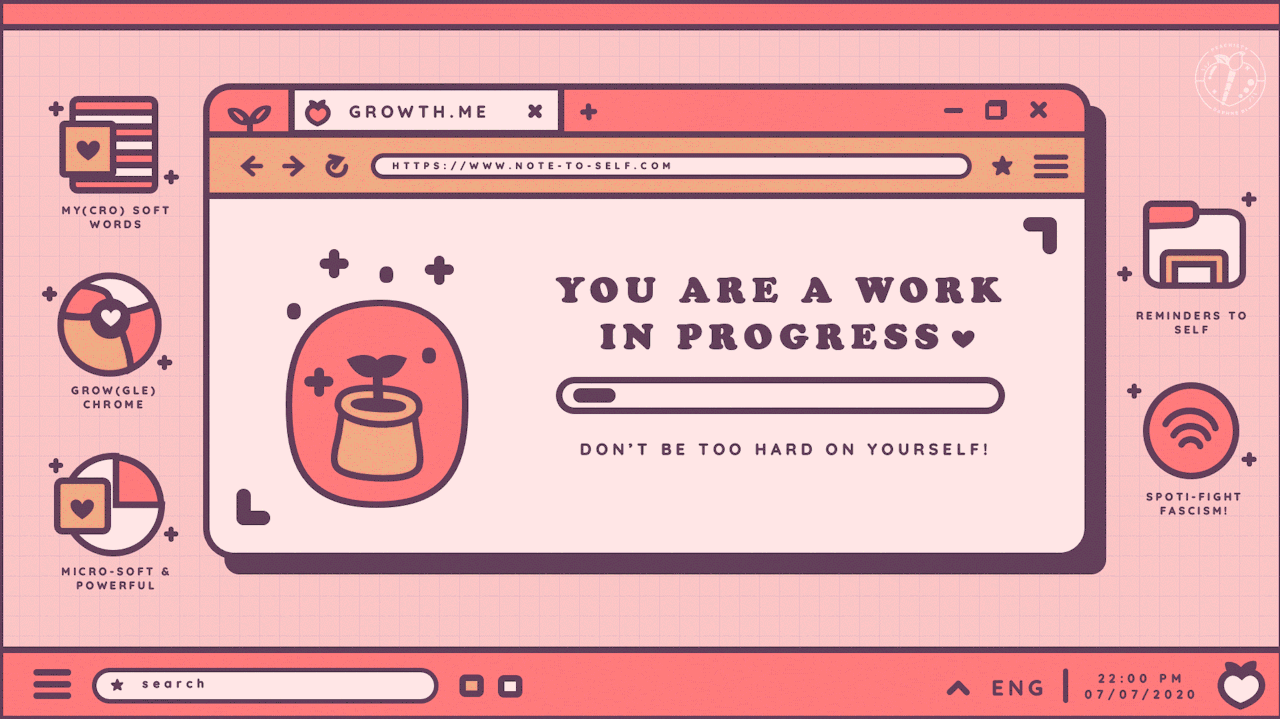 GROWTH.ME
HTTPS://WWW.NOTE-TO-SELF.COM
MY(CRO) SOFT
WORDS
GROW(GLE)
CHROME
MICRO-SOFT &
POWERFUL
YOU ARE A WORK
IN PROGRESS
DON'T BE TOO HARD ON YOURSELF!
REMINDERS TO
SELF
SPOTI-FIGHT
FASCISM!
search
ENG
22:00 PM
07/07/2020